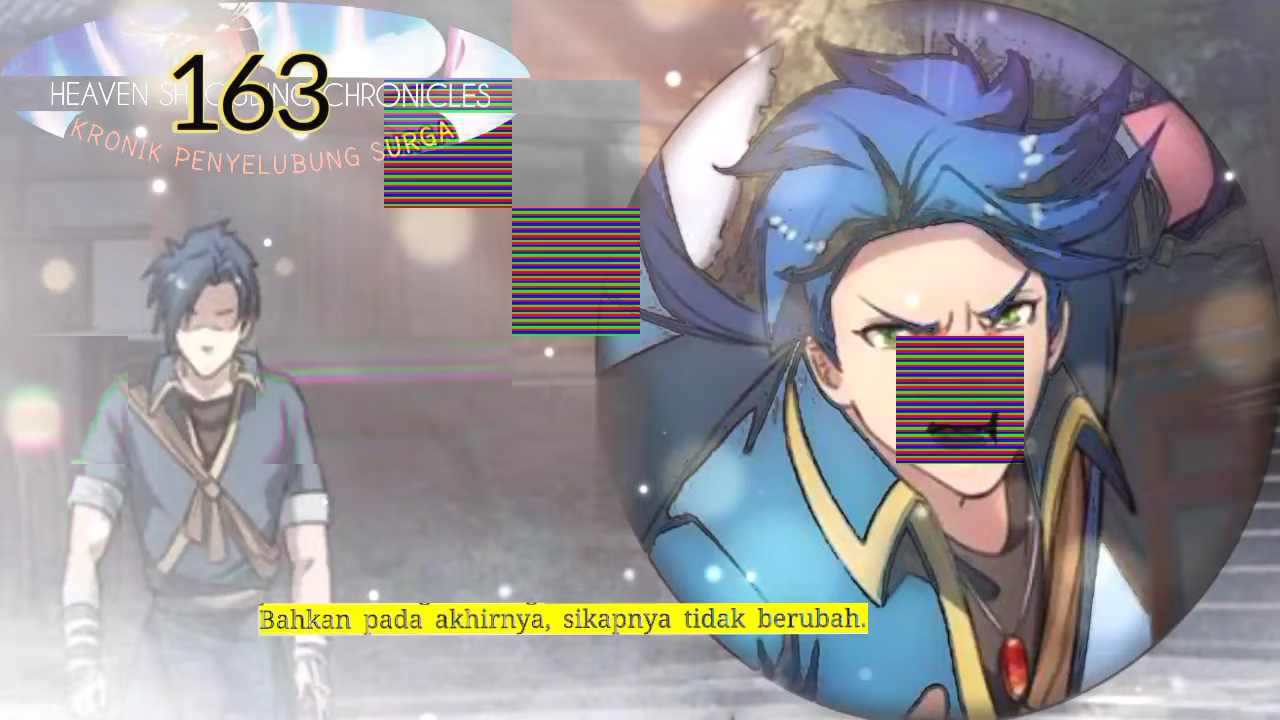 163
HEAVEN CHRONICLES
KRONIK PENYELUBUNG SURGA
Bahkan pada akhirnya, sikapnya tidak berubah.